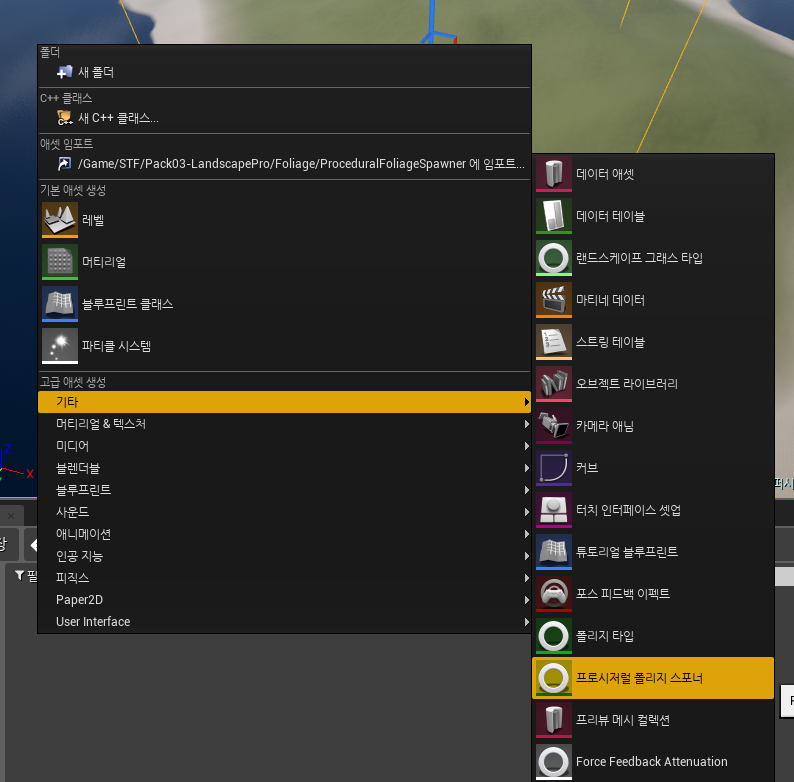 폴더
새 폴더
C++ 클래스
새 C++ 클래스...
애셋 임포트
/Game/STF/Pack03-LandscapePro/Foliage/ProceduralFoliageSpawner 에 임포트...
기본 애셋 생성
레벨
머티리얼
블루프린트 클래스
파티클 시스템
고급 애셋 생성
기타
머티리얼 & 텍스처
미디어
블렌더블
블루프린트
사운드
애니메이션
인공 지능
피직스
Paper2D
User Interface
데이터 애셋
데이터 테이블
랜드스케이프 그래스 타입
마티네 데이터
스트링 테이블
오브젝트 라이브러리
카메라 애님
커브
터치 인터페이스 셋업
튜토리얼 블루프린트
포스 피드백 이펙트
폴리지 타입
프로시저럴 폴리지 스포너
프리뷰 메시 컬렉션
Force Feedback Attenuation
Z
X